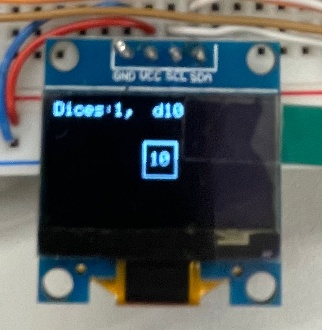 GND VCC SCL SDA
Dices:1, d10
10